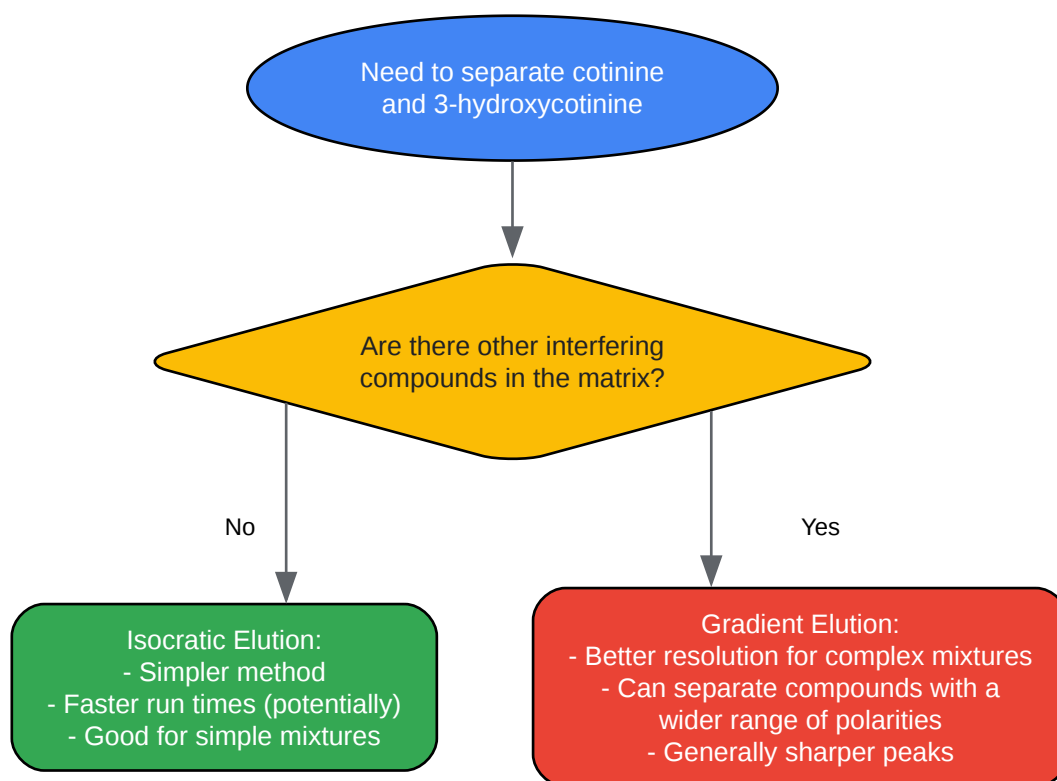 Need to separate cotinine
and 3-hydroxycotinine
Are there other interfering
compounds in the matrix?
No
Yes
Isocratic Elution:
- Simpler method
- Faster run times (potentially)
- Good for simple mixtures
Gradient Elution:
- Better resolution for complex mixtures
- Can separate compounds with a
wider range of polarities
- Generally sharper peaks